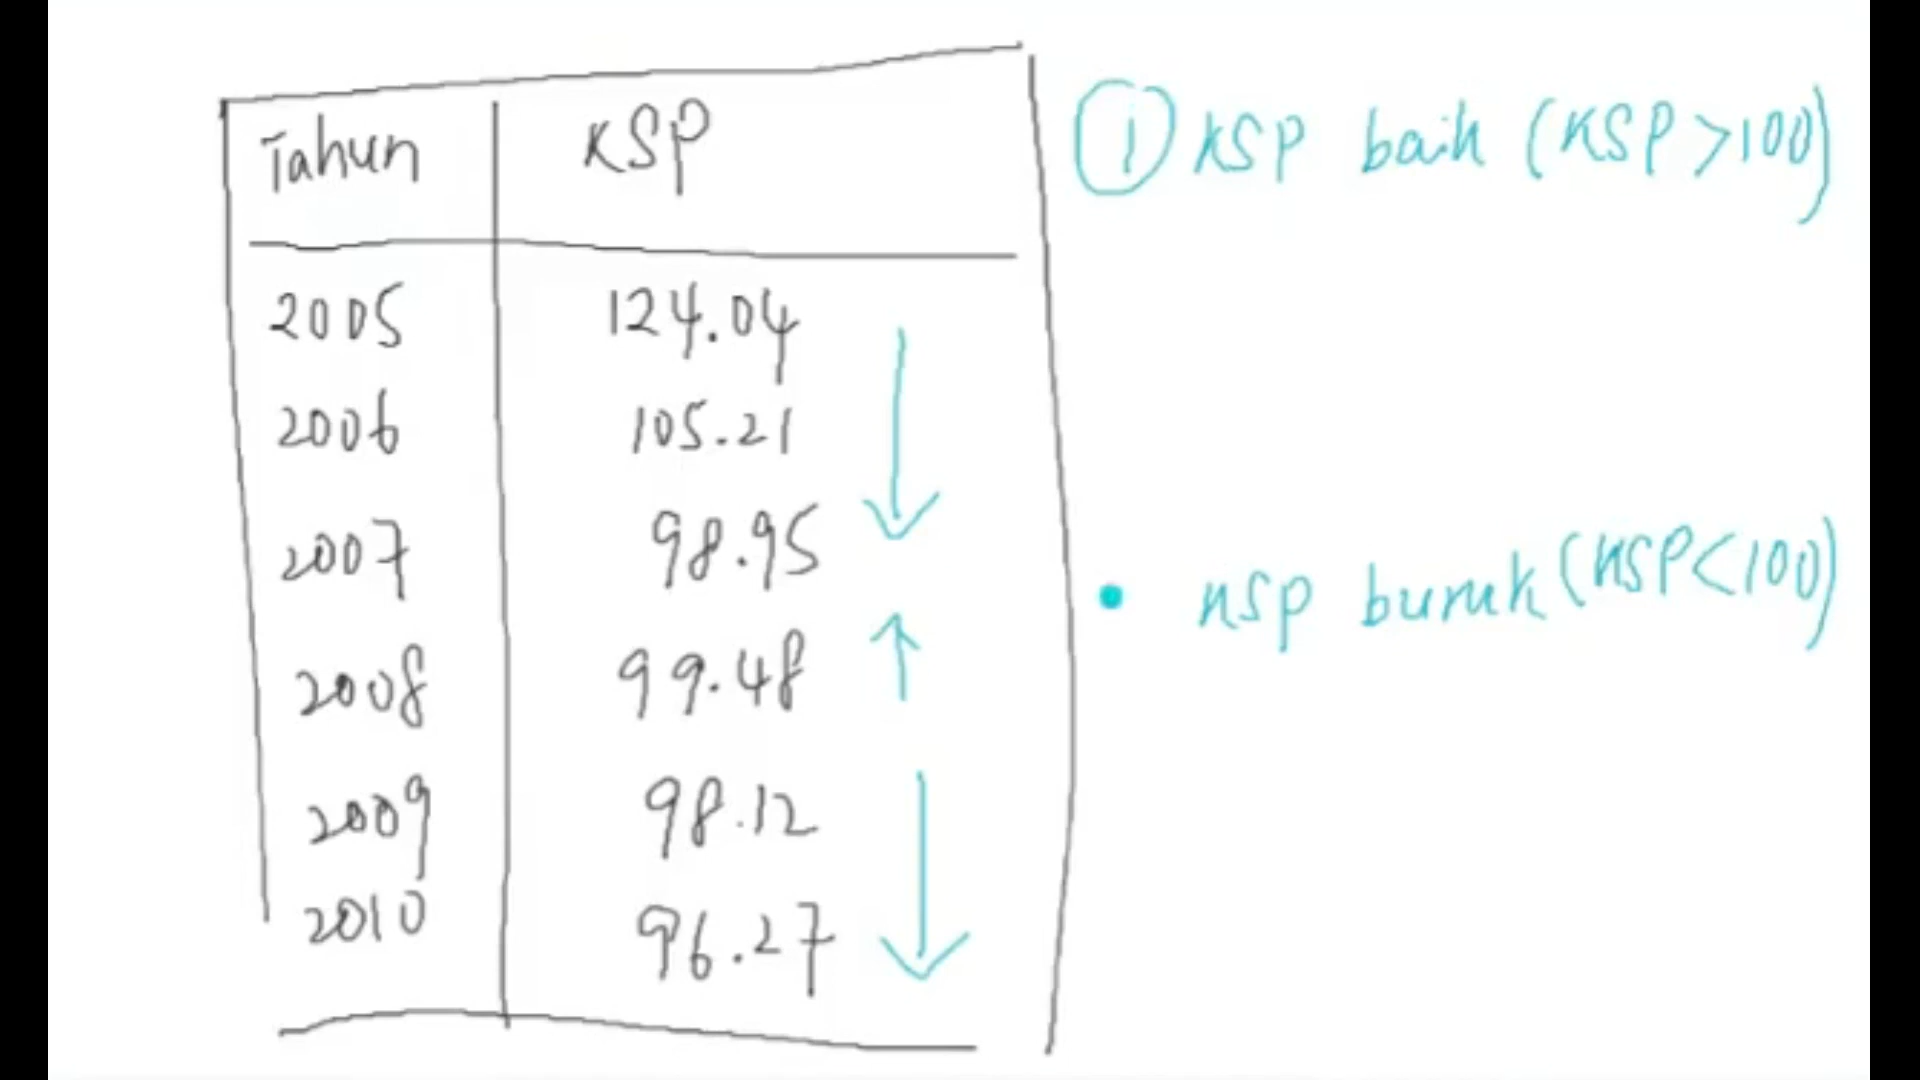 Tahun KSP
2005 124.04
2006 105.21
2007 98.95
2008 99.48
2009 98.12
2010 96.27
① KSP baik (KSP>100)
• KSP buruk (KSP<100)